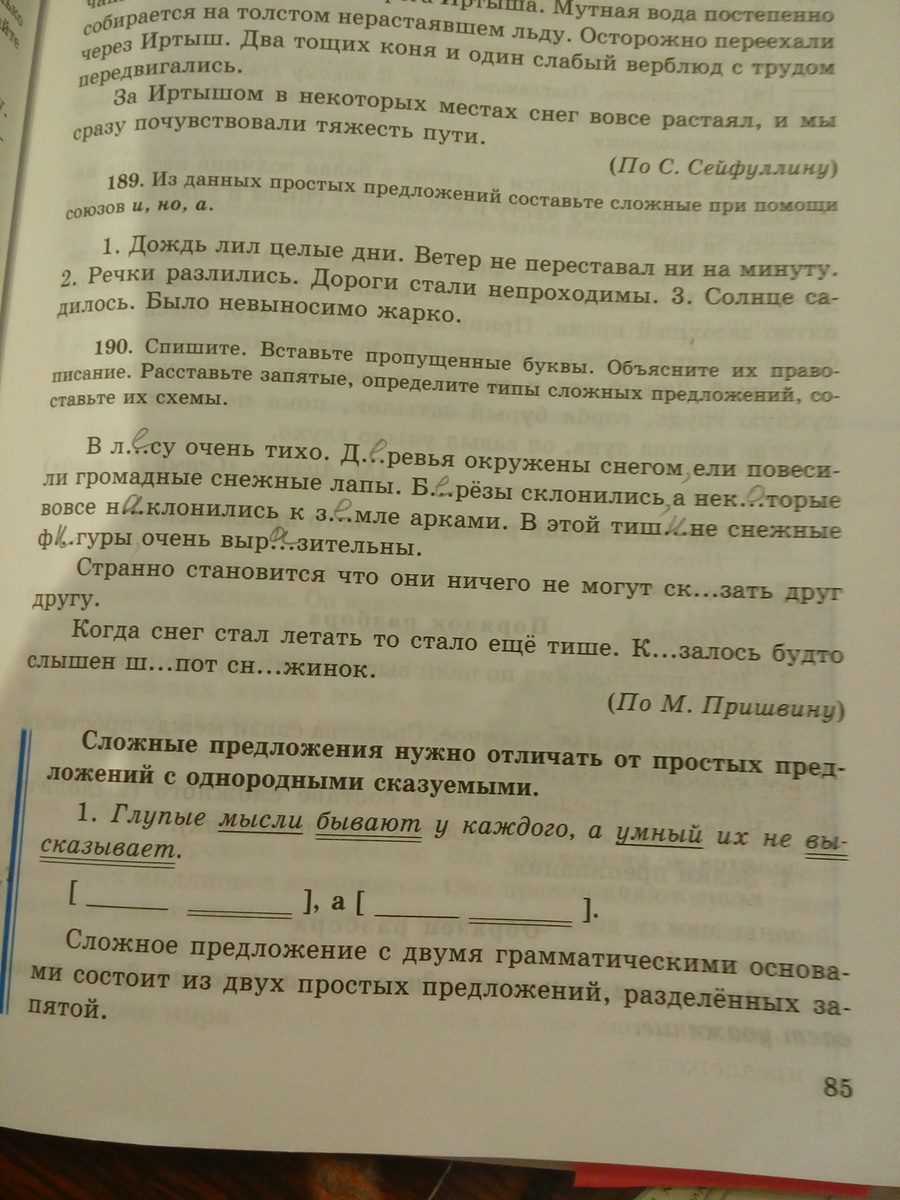 Иртыша. Мутная вода постепенно
собирается на толстом нерастаявшем льду. Осторожно переехали
через Иртыш. Два тощих коня и один слабый верблюд с трудом
передвигались.
За Иртышом в некоторых местах снег вовсе растаял, и мы
сразу почувствовали тяжесть пути.
(По С. Сейфуллину)
189. Из данных простых предложений составьте сложные при помощи
союзов и, но, а.
1. Дождь лил целые дни. Ветер не переставал ни на минуту.
2. Речки разлились. Дороги стали непроходимы. 3. Солнце са-
дилось. Было невыносимо жарко.
190. Спишите. Вставьте пропущенные буквы. Объясните их право-
писание. Расставьте запятые, определите типы сложных предложений, со-
ставьте их схемы.
В л.е.су очень тихо. Д.е.ревья окружены снегом, ели повеси-
ли громадные снежные лапы. Б.е.рёзы склонились, а нек.о.торые
вовсе на.клонились к з.е.мле арками. В этой тиш.и.не снежные
фи.гуры очень выр.а.зительны.
Странно становится что они ничего не могут ск...зать друг
другу.
Когда снег стал летать то стало ещё тише. К...залось будто
слышен ш...пот сн...жинок.
(По М. Пришвину)
Сложные предложения нужно отличать от простых пред-
ложений с однородными сказуемыми.
1. Глупые мысли бывают у каждого, а умный их не вы-
сказывает.
[ ___ ___ ], а [ ___ ___ ].
Сложное предложение с двумя грамматическими основа-
ми состоит из двух простых предложений, разделённых за-
пятой.
85